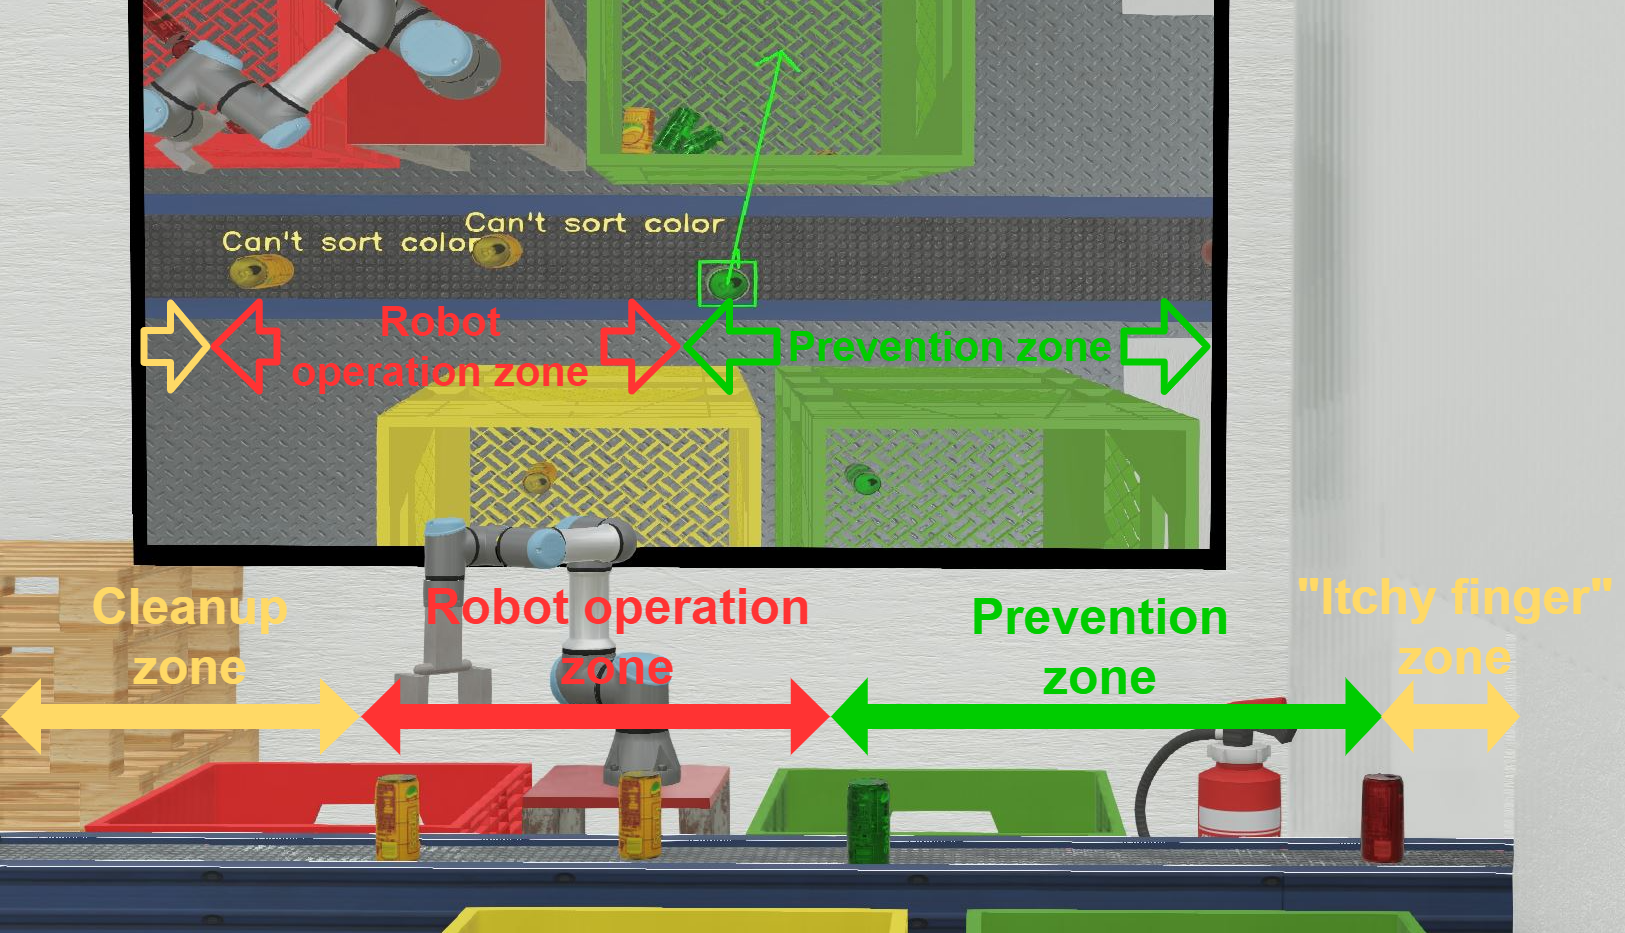 Can't sort color
Can't sort color
Robot
operation zone
Prevention zone
Cleanup
zone
Robot operation
zone
Prevention
zone
"Itchy finger"
zone